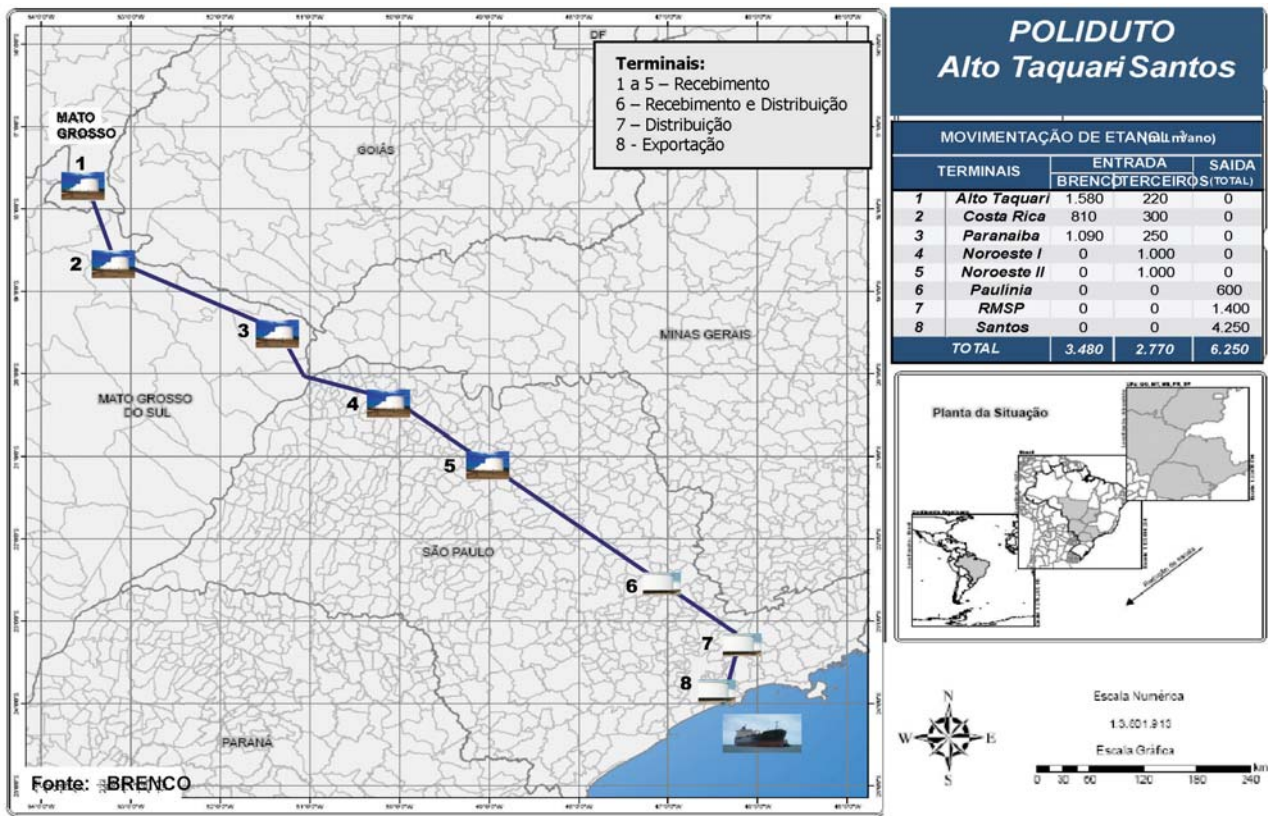 MATO
GROSSO
1
2
3
4
5
6
7
8
GOIÁS
DF
MINAS GERAIS
MATO GROSSO
DO SUL
SÃO PAULO
PARANÁ
Fonte: BRENCO
Terminais:
1 a 5 – Recebimento
6 – Recebimento e Distribuição
7 – Distribuição
8 - Exportação
POLIDUTO
Alto Taquari Santos
MOVIMENTAÇÃO DE ETANOL
TERMINAIS ENTRADA SAIDA
BRENCO TERCEIROS (TOTAL)
1 Alto Taquari 1.580 220 0
2 Costa Rica 810 300 0
3 Paranaiba 1.090 250 0
4 Noroeste I 0 1.000 0
5 Noroeste II 0 1.000 0
6 Paulinia 0 0 600
7 RMSP 0 0 1.400
8 Santos 0 0 4.250
TOTAL 3.480 2.770 6.250
Planta da Situação
Brasil
N
W E
S
Escala Numérica
1:3.801.913
Escala Gráfica
0 30 60 120 180 240 km